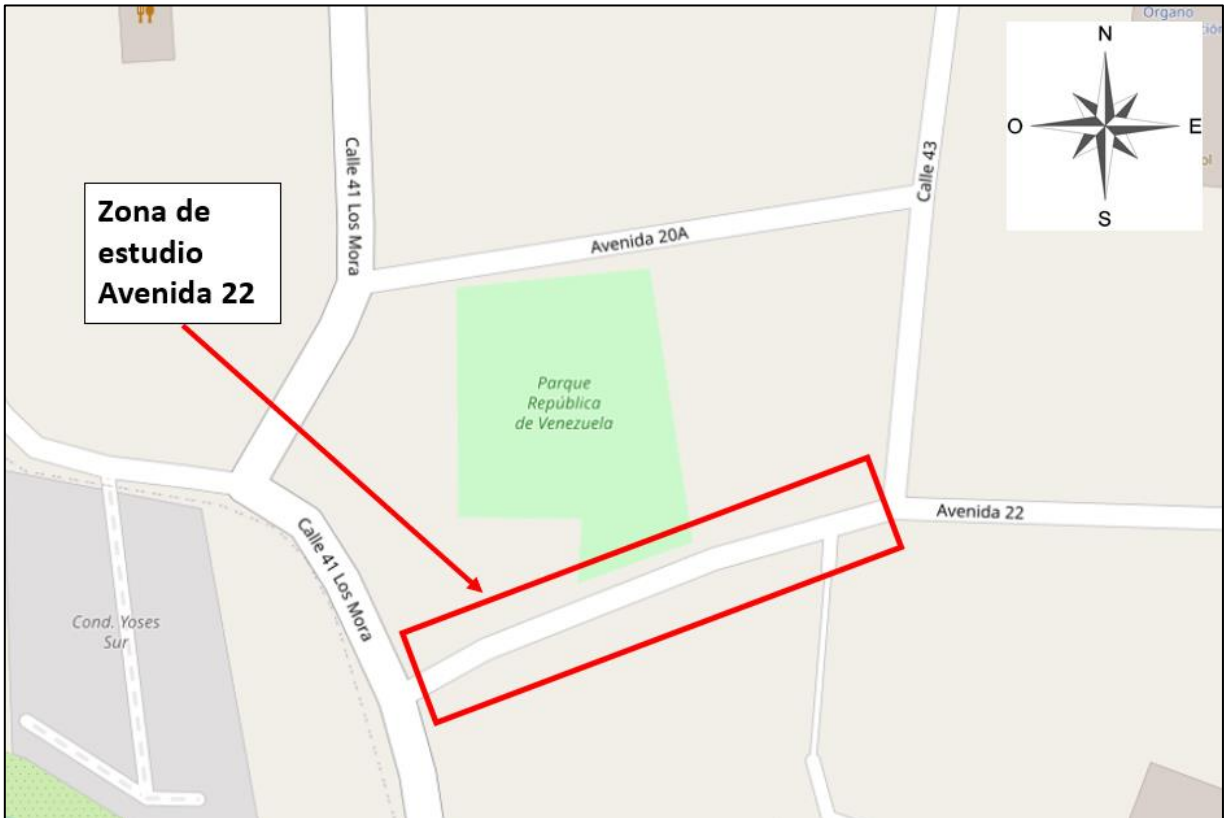 Organo
N
O
E
S
Calle 41 Los Mora
Calle 43
Zona de
estudio
Avenida 22
Avenida 20A
Parque
República
de Venezuela
Avenida 22
Calle 41 Los Mora
Cond. Yoses
Sur